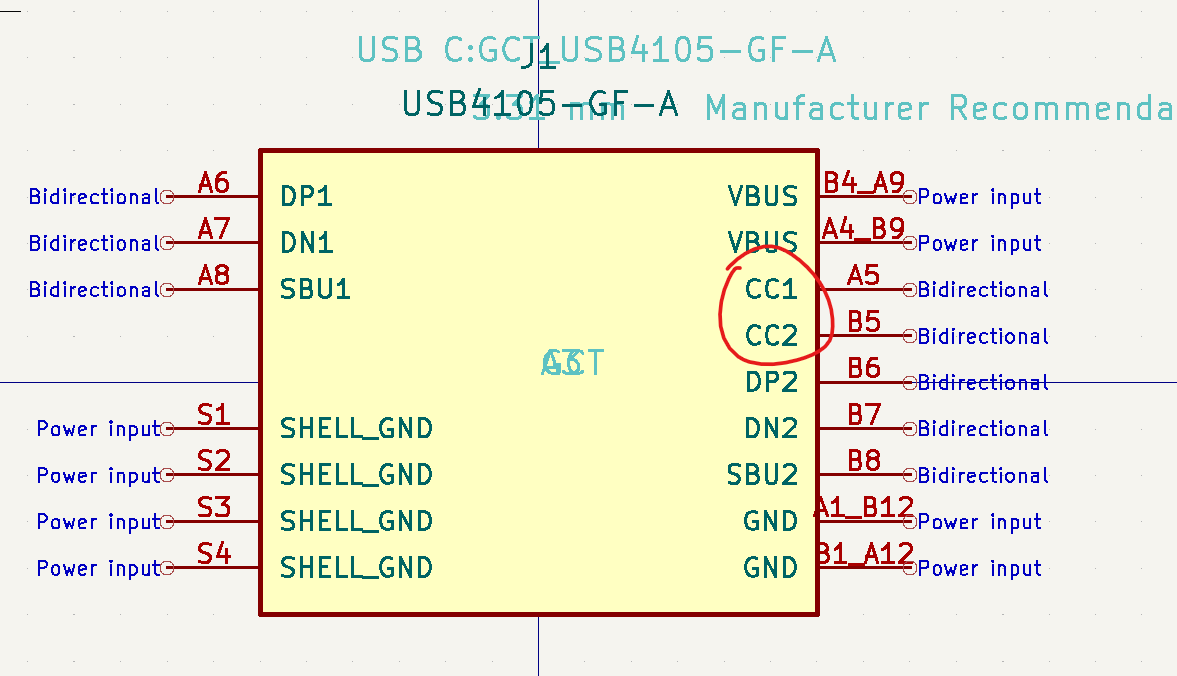 USB C:GCT_USB4105-GF-A
J1
USB4105-GF-A
3.31 mm Manufacturer Recommenda
Bidirectional A6 DP1 VBUS B4_A9 Power input
Bidirectional A7 DN1 VBUS A4_B9 Power input
Bidirectional A8 SBU1 CC1 A5 Bidirectional
CC2 B5 Bidirectional
GCT A3
DP2 B6 Bidirectional
Power input S1 SHELL_GND DN2 B7 Bidirectional
Power input S2 SHELL_GND SBU2 B8 Bidirectional
Power input S3 SHELL_GND GND A1_B12 Power input
Power input S4 SHELL_GND GND B1_A12 Power input